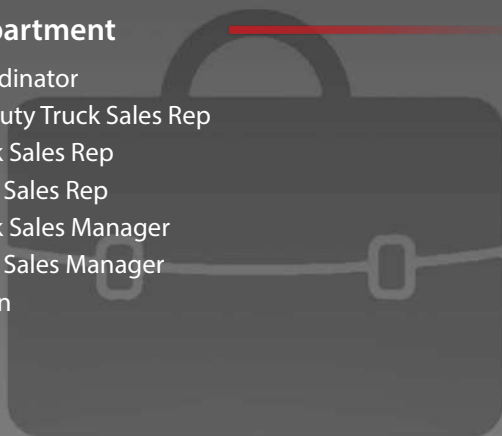 partment
dinator
uty Truck Sales Rep
k Sales Rep
Sales Rep
k Sales Manager
Sales Manager
n